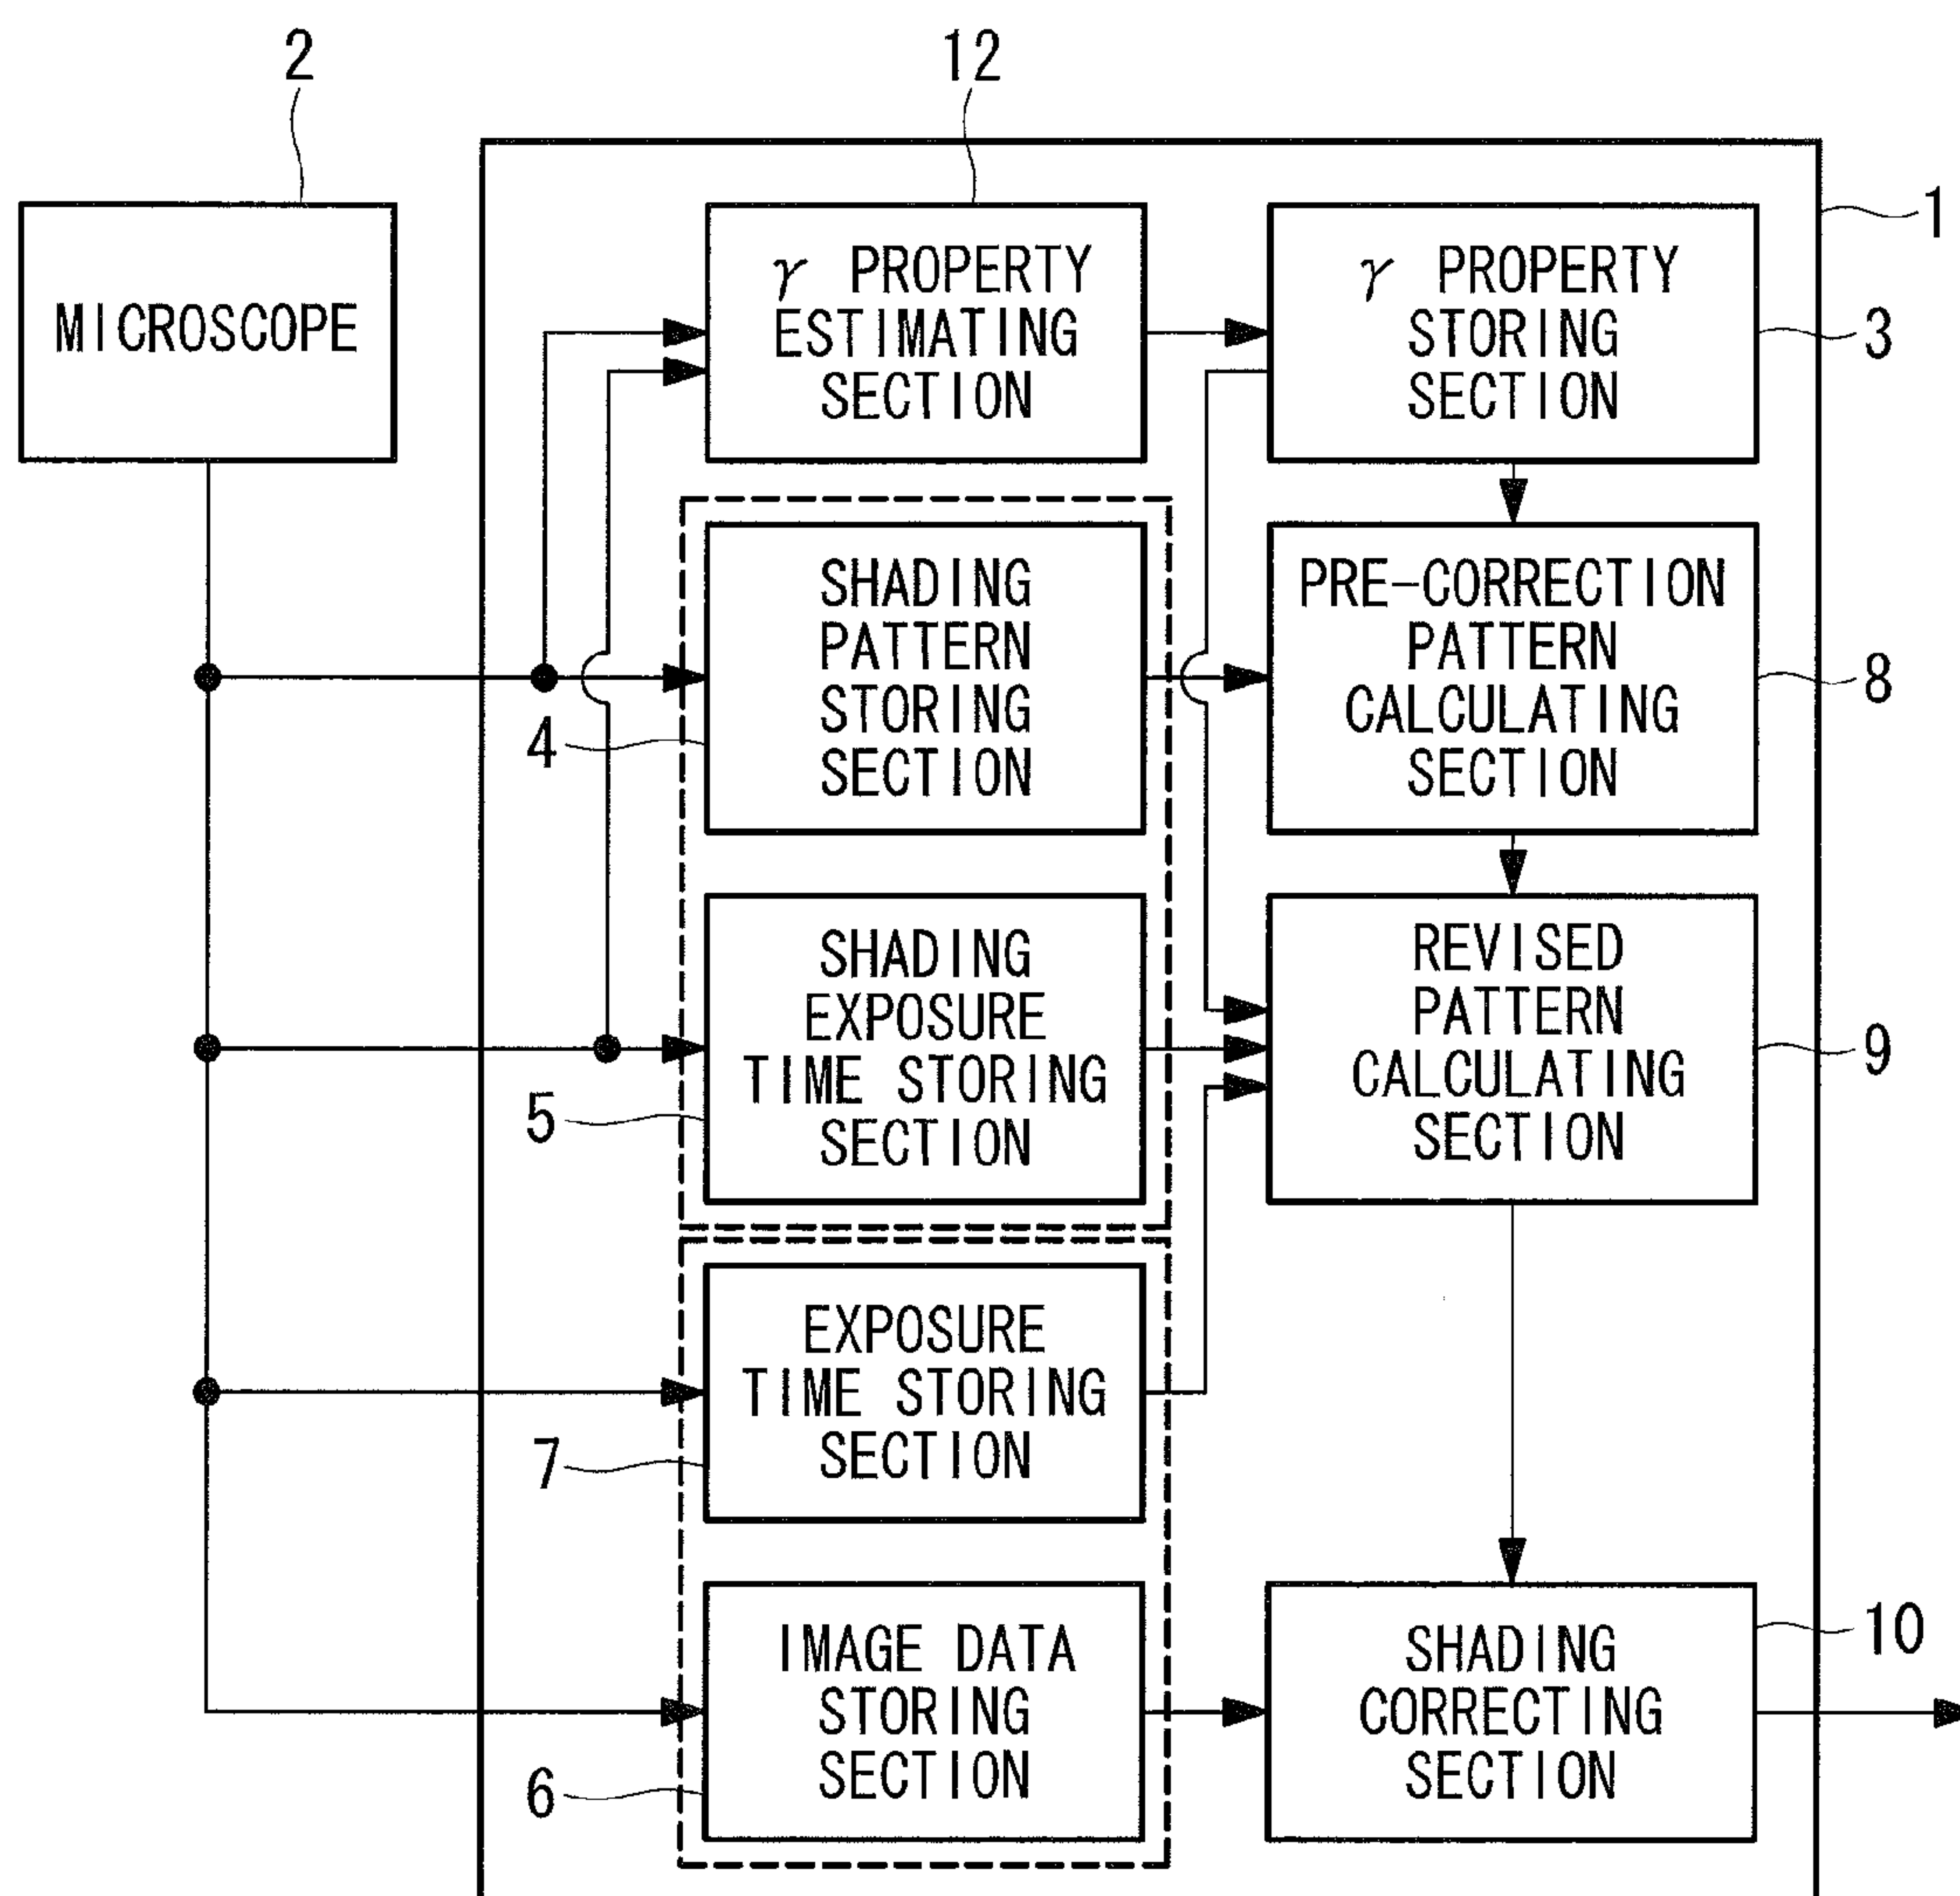 2
12
1
MICROSCOPE
γ PROPERTY
ESTIMATING
SECTION
γ PROPERTY
STORING
SECTION
3
SHADING
PATTERN
STORING
SECTION
4
PRE-CORRECTION
PATTERN
CALCULATING
SECTION
8
SHADING
EXPOSURE
TIME STORING
SECTION
5
REVISED
PATTERN
CALCULATING
SECTION
9
EXPOSURE
TIME STORING
SECTION
7
IMAGE DATA
STORING
SECTION
6
SHADING
CORRECTING
SECTION
10